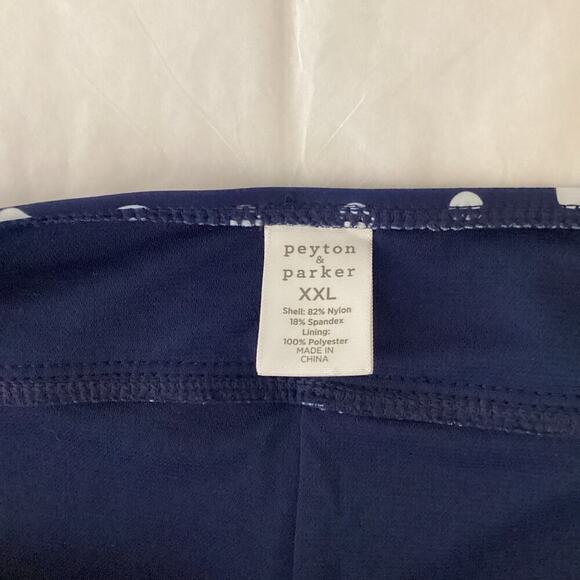 peyton
&
parker
XXL
Shell: 82% Nylon
18% Spandex
Lining:
100% Polyester
MADE IN
CHINA